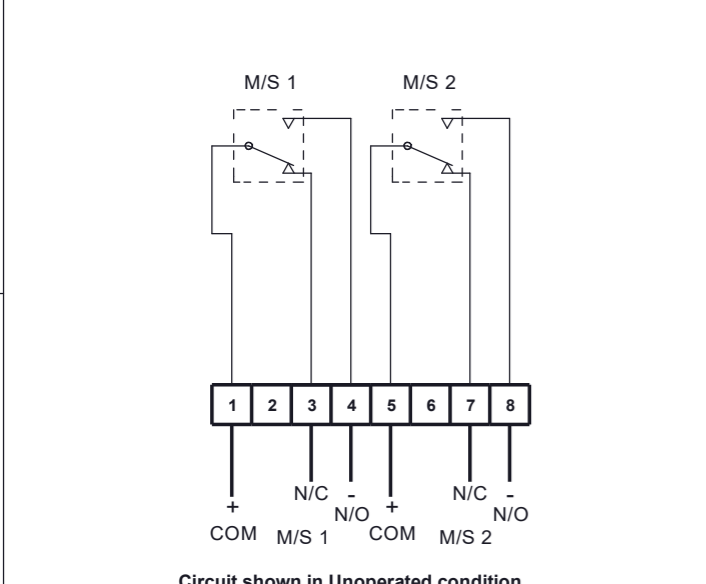 M/S 1 M/S 2
1 2 3 4 5 6 7 8
N/C - N/C -
+ N/O + N/O
COM M/S 1 COM M/S 2
Circuit shown in Unoperated condition